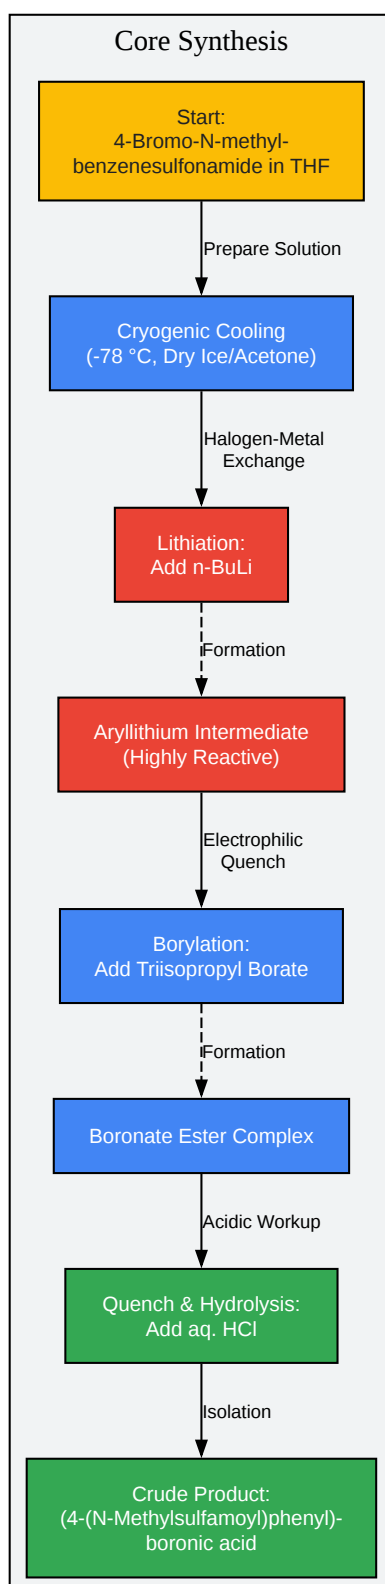 Core Synthesis
Start:
4-Bromo-N-methyl-
benzenesulfonamide in THF
Prepare Solution
Cryogenic Cooling
(-78 °C, Dry Ice/Acetone)
Halogen-Metal
Exchange
Lithiation:
Add n-BuLi
Formation
Aryllithium Intermediate
(Highly Reactive)
Electrophilic
Quench
Borylation:
Add Triisopropyl Borate
Formation
Boronate Ester Complex
Acidic Workup
Quench & Hydrolysis:
Add aq. HCl
Isolation
Crude Product:
(4-(N-Methylsulfamoyl)phenyl)-
boronic acid